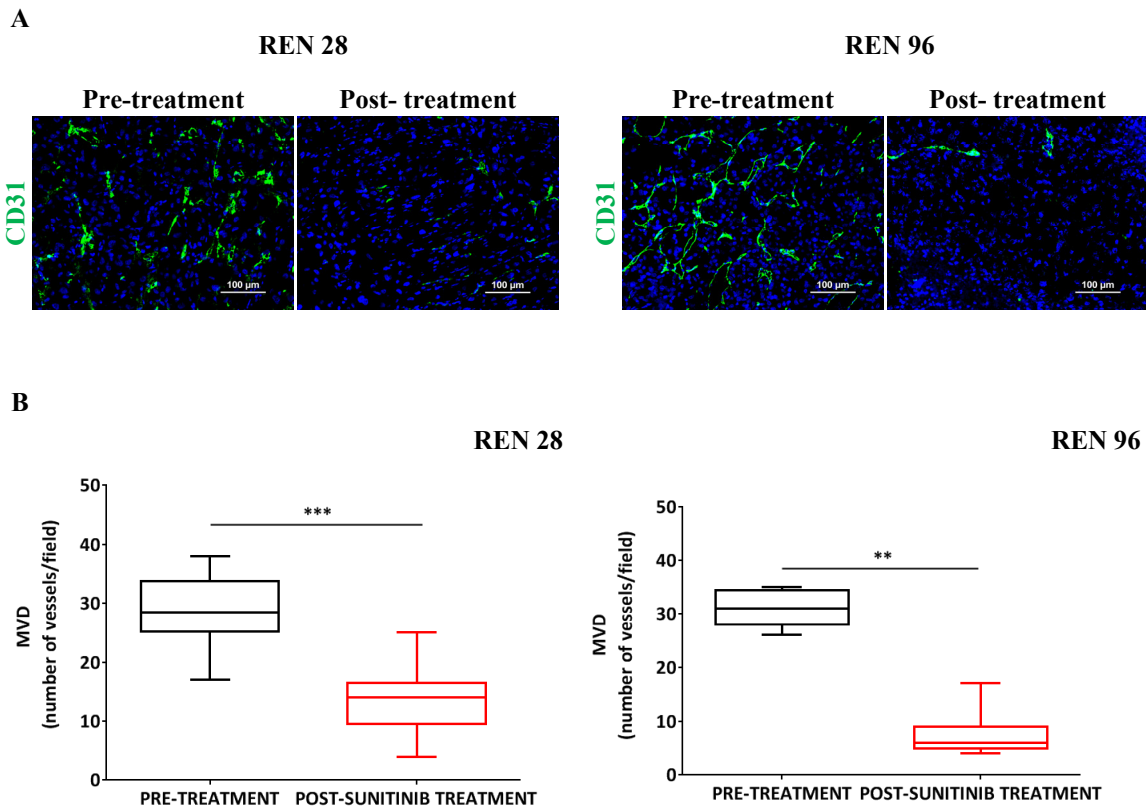 A
REN 28
REN 96
Pre-treatment
Post- treatment
Pre-treatment
Post- treatment
CD31
100 µm
100 µm
CD31
100 µm
100 µm
B
REN 28
REN 96
50
40
30
20
10
0
MVD
(number of vessels/field)
***
PRE-TREATMENT
POST-SUNITINIB TREATMENT
50
40
30
20
10
0
MVD
(number of vessels/field)
**
PRE-TREATMENT
POST-SUNITINIB TREATMENT